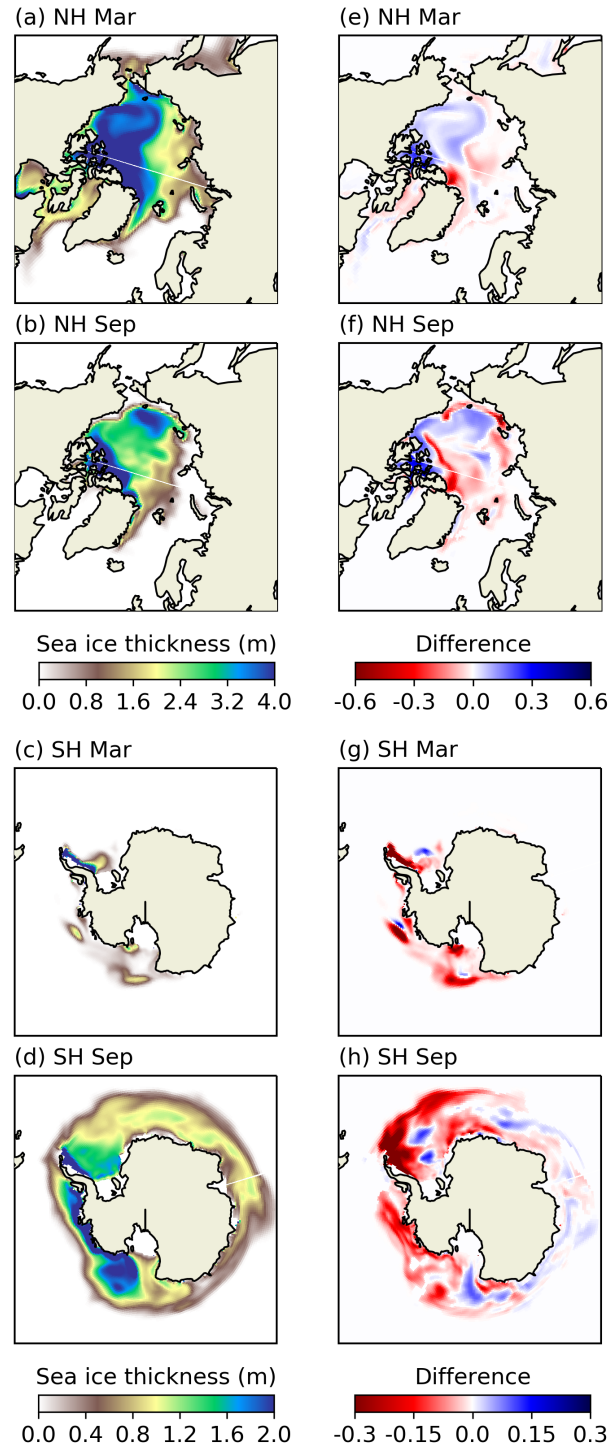 (a) NH Mar
(e) NH Mar
(b) NH Sep
(f) NH Sep
Sea ice thickness (m)
0.0 0.8 1.6 2.4 3.2 4.0
Difference
-0.6 -0.3 0.0 0.3 0.6
(c) SH Mar
(g) SH Mar
(d) SH Sep
(h) SH Sep
Sea ice thickness (m)
0.0 0.4 0.8 1.2 1.6 2.0
Difference
-0.3 -0.15 0.0 0.15 0.3